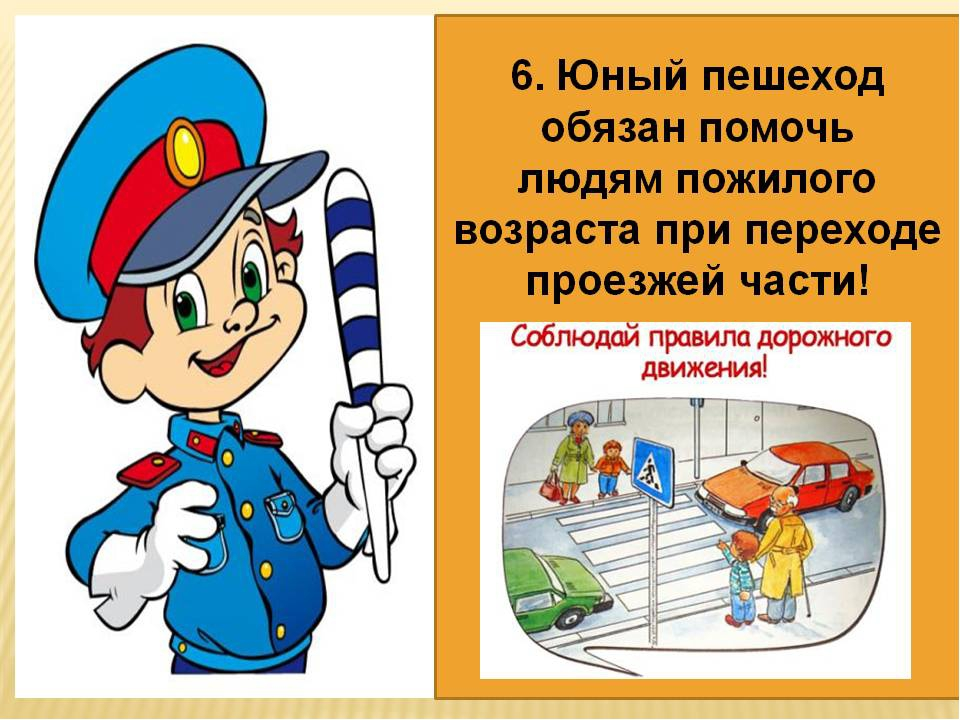 6. Юный пешеход
обязан помочь
людям пожилого
возраста при переходе
проезжей части!
Соблюдай правила дорожного
движения!